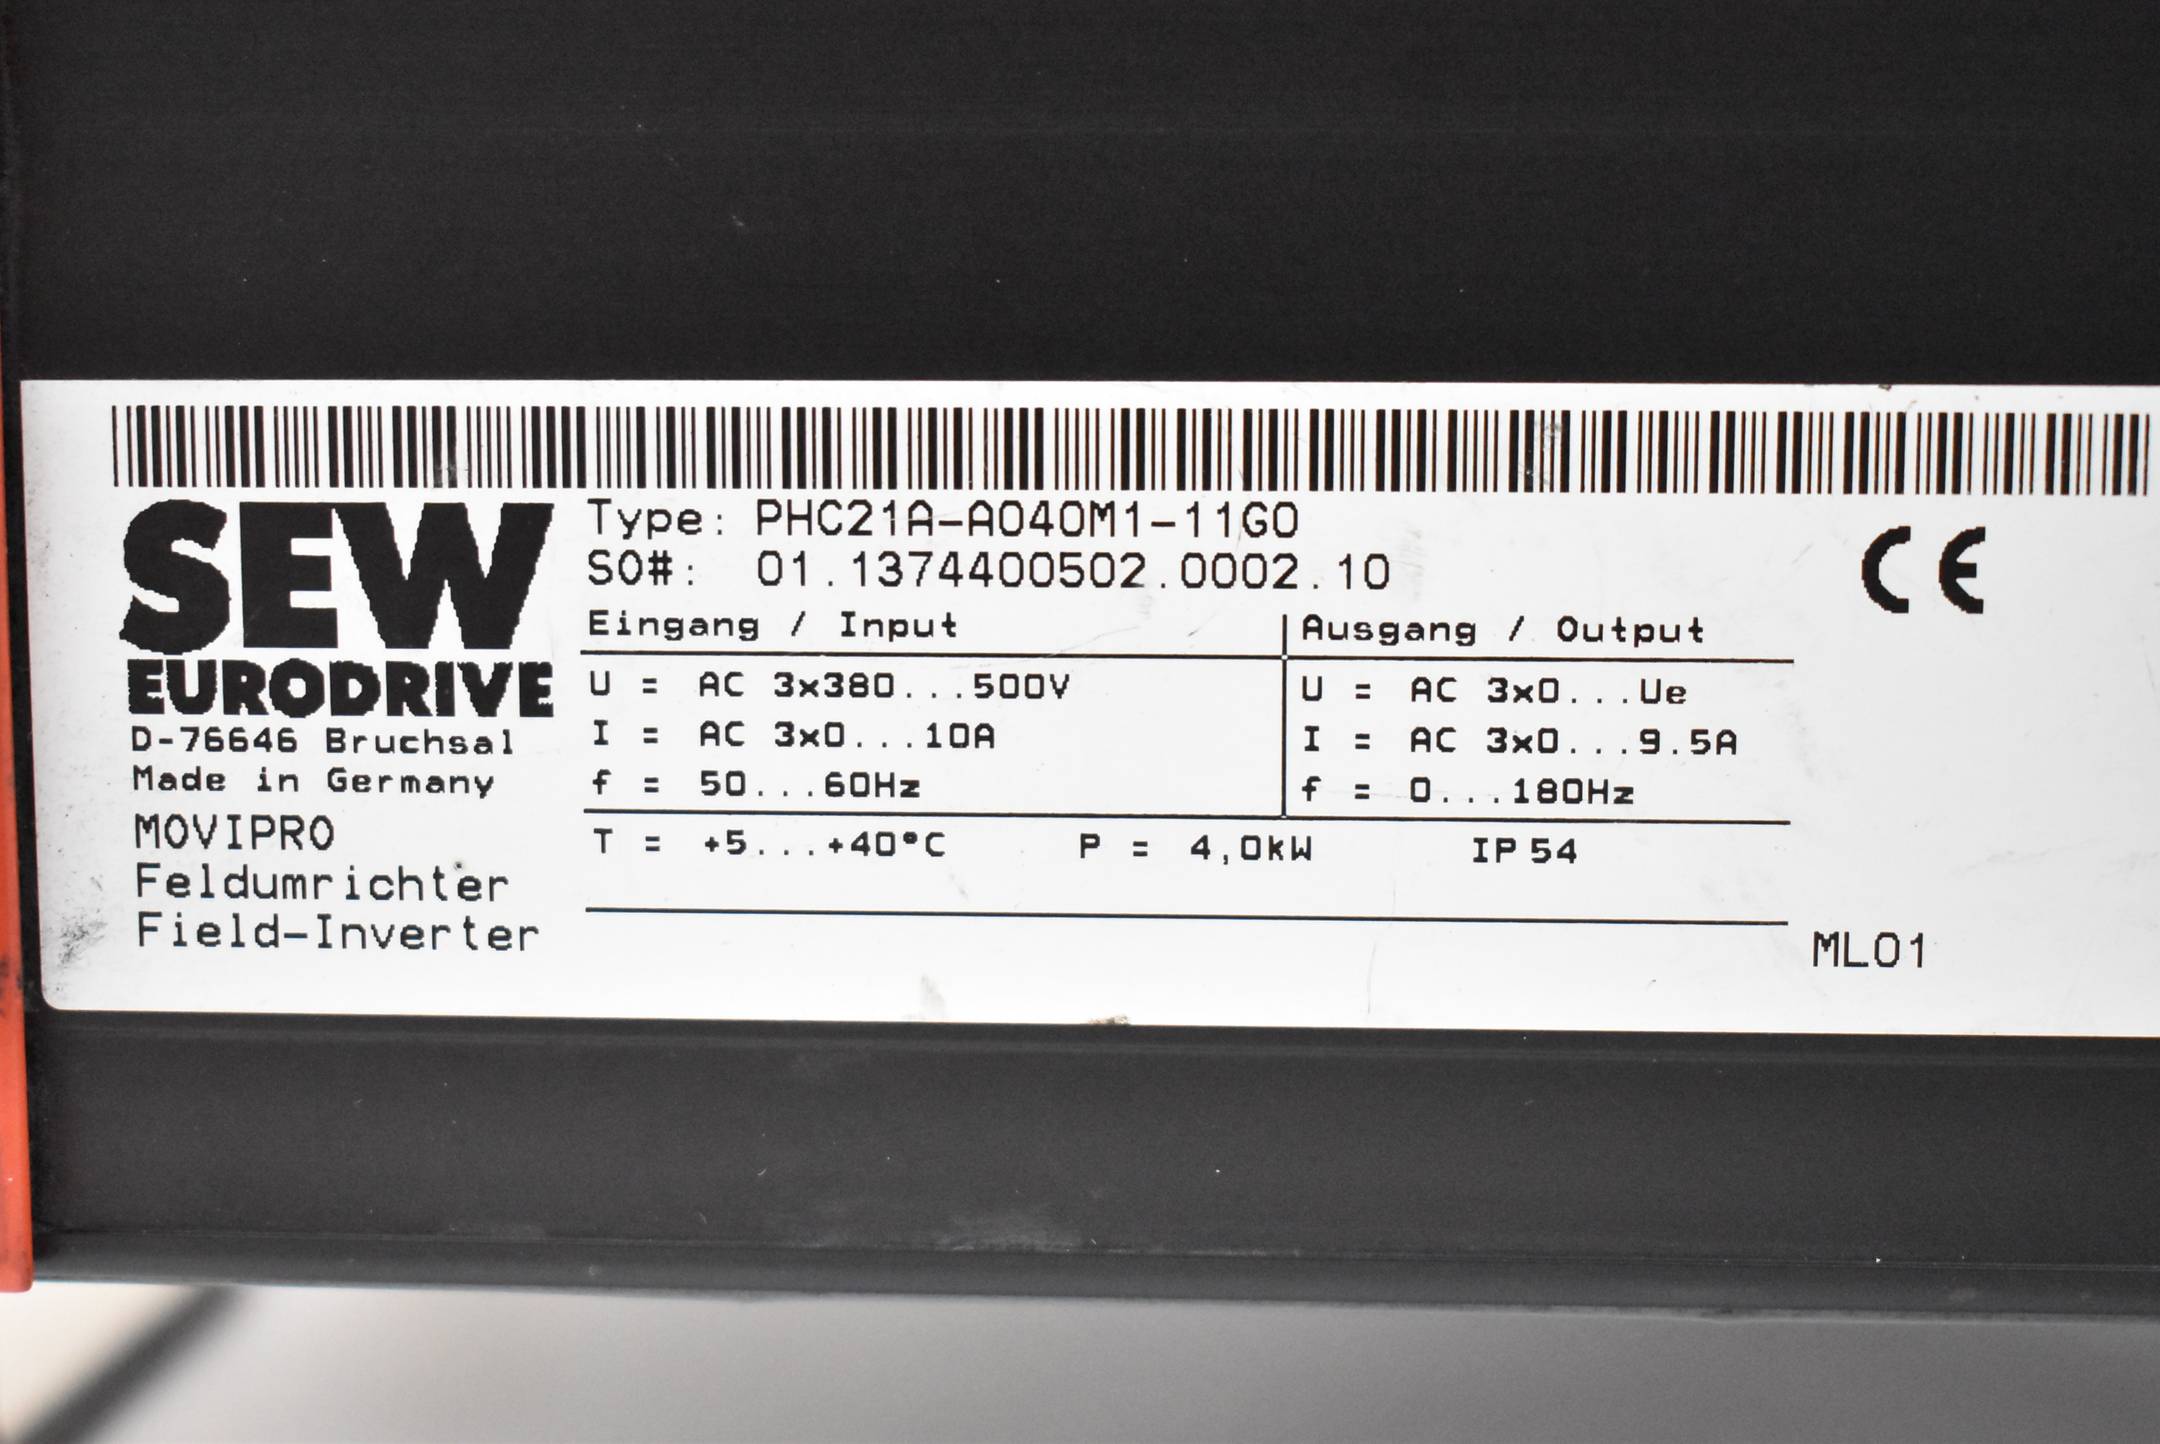 SEW
EURODRIVE
D-76646 Bruchsal
Made in Germany
MOVIPRO
Feldumrichter
Field-Inverter
Type: PHC21A-A040M1-11G0
SO#: 01.1374400502.0002.10
Eingang / Input
U = AC 3x380...500V
I = AC 3x0...10A
f = 50...60Hz
Ausgang / Output
U = AC 3x0...Ue
I = AC 3x0...9.5A
f = 0...180Hz
T = +5...+40°C P = 4,0kW IP54
CE
ML01